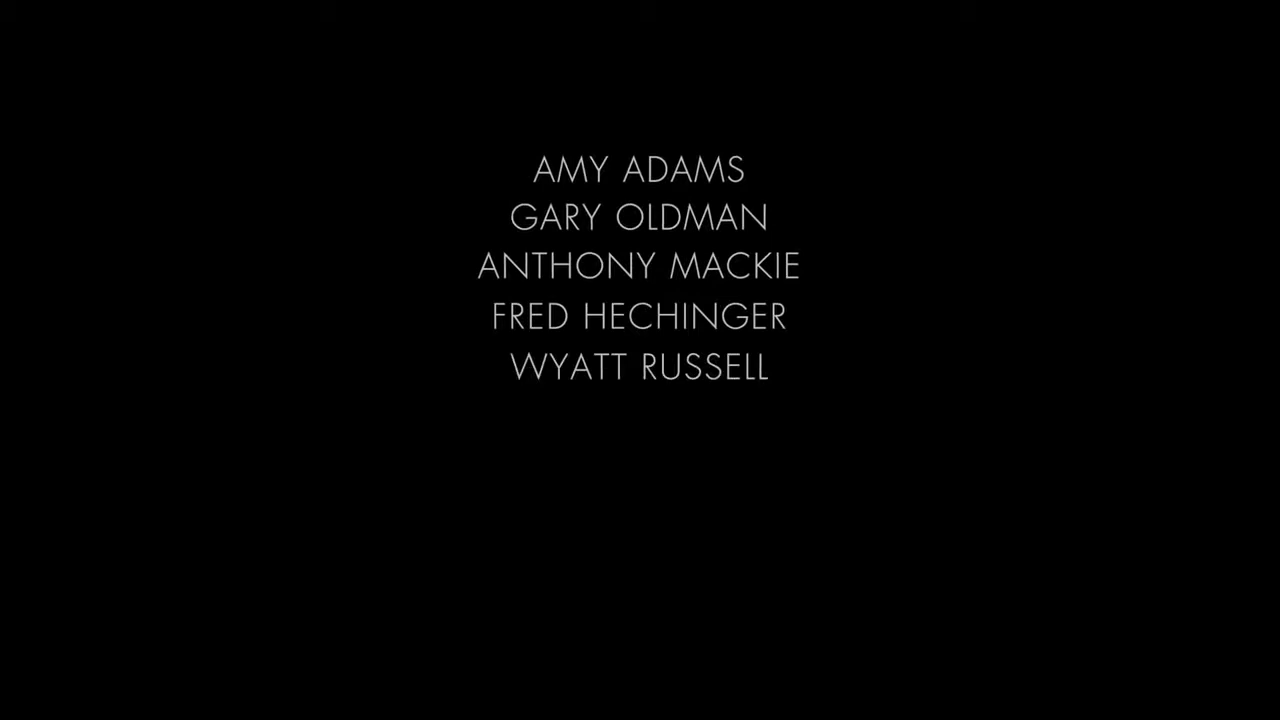 AMY ADAMS
GARY OLDMAN
ANTHONY MACKIE
FRED HECHINGER
WYATT RUSSELL